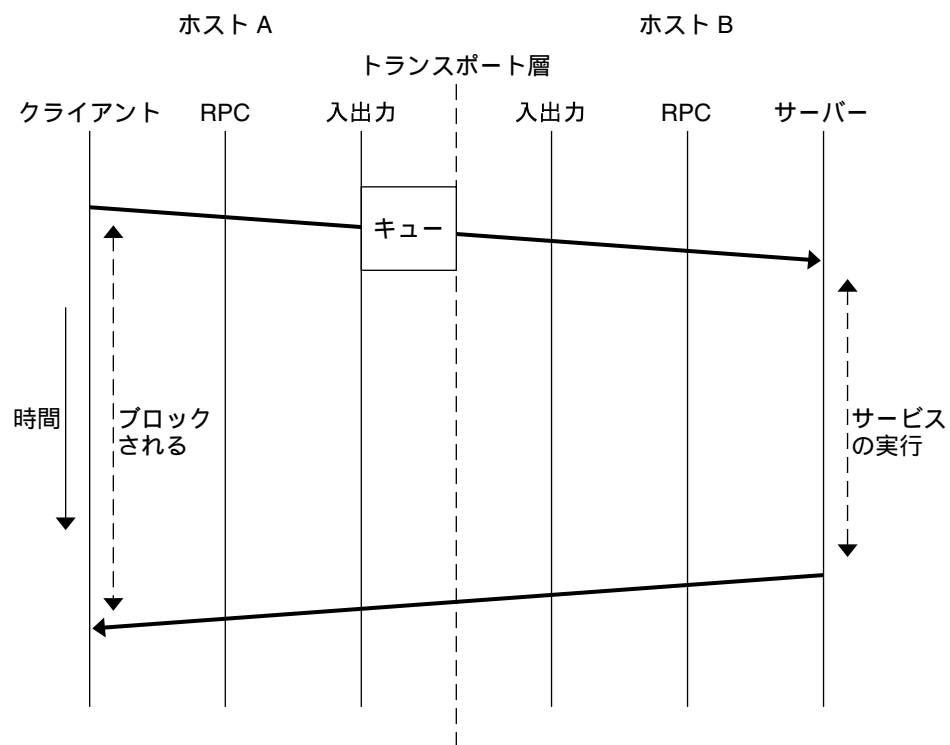 ホスト A
ホスト B
トランスポート層
クライアント
RPC
入出力
入出力
RPC
サーバー
キュー
時間
ブロック
される
サービス
の実行